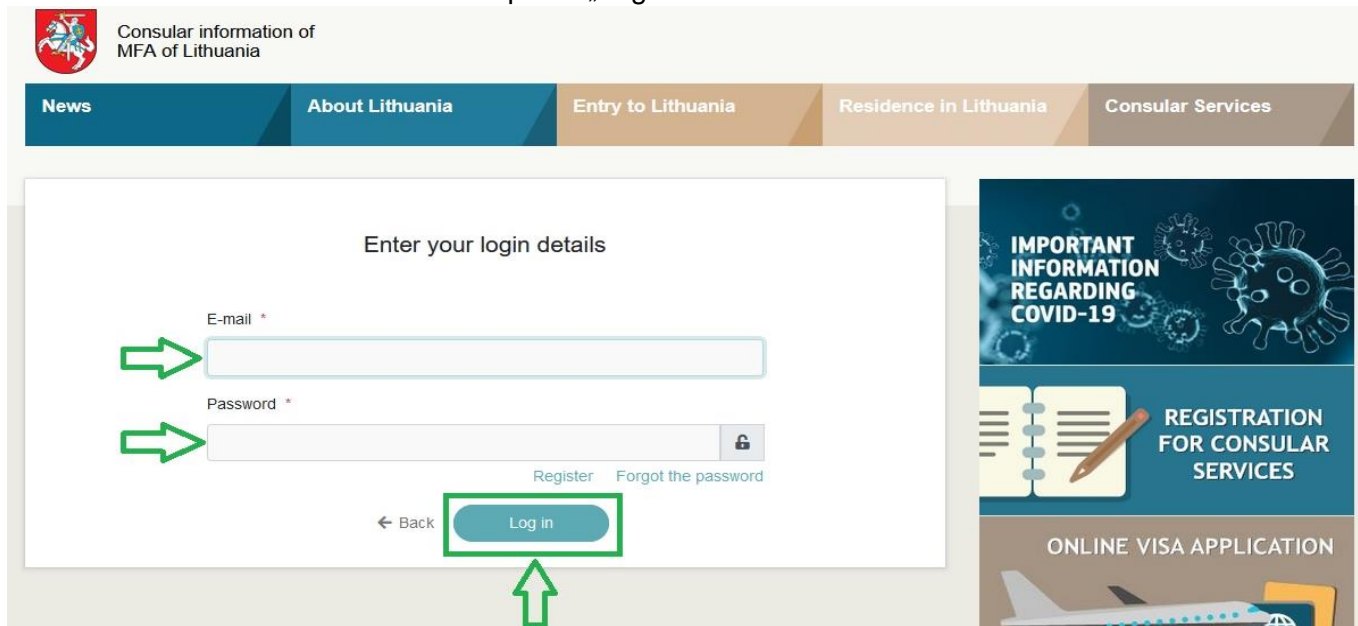 Consular information of
MFA of Lithuania
News
About Lithuania
Entry to Lithuania
Residence in Lithuania
Consular Services
Enter your login details
E-mail *
Password *
Register
Forgot the password
← Back
Log in
IMPORTANT
INFORMATION
REGARDING
COVID-19
REGISTRATION
FOR CONSULAR
SERVICES
ONLINE VISA APPLICATION